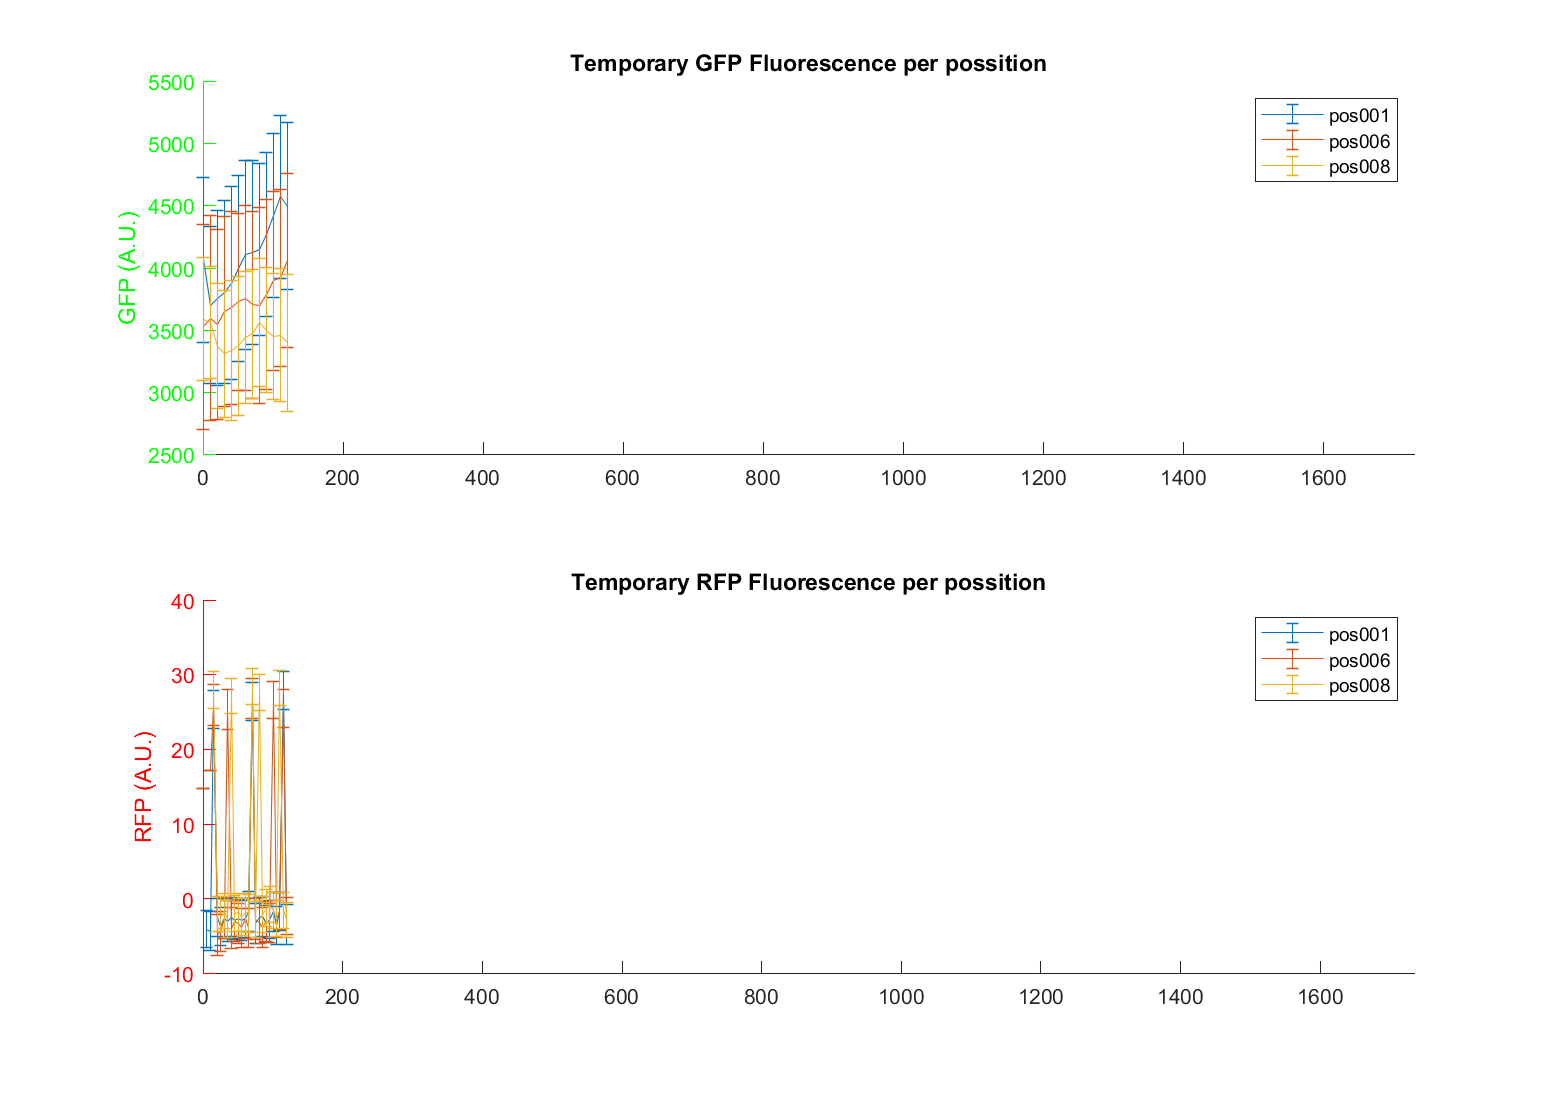 Temporary GFP Fluorescence per possition
5500
5000
4500
4000
3500
3000
2500
GFP (A.U.)
0 200 400 600 800 1000 1200 1400 1600
pos001
pos006
pos008
Temporary RFP Fluorescence per possition
40
30
20
10
0
-10
RFP (A.U.)
0 200 400 600 800 1000 1200 1400 1600
pos001
pos006
pos008